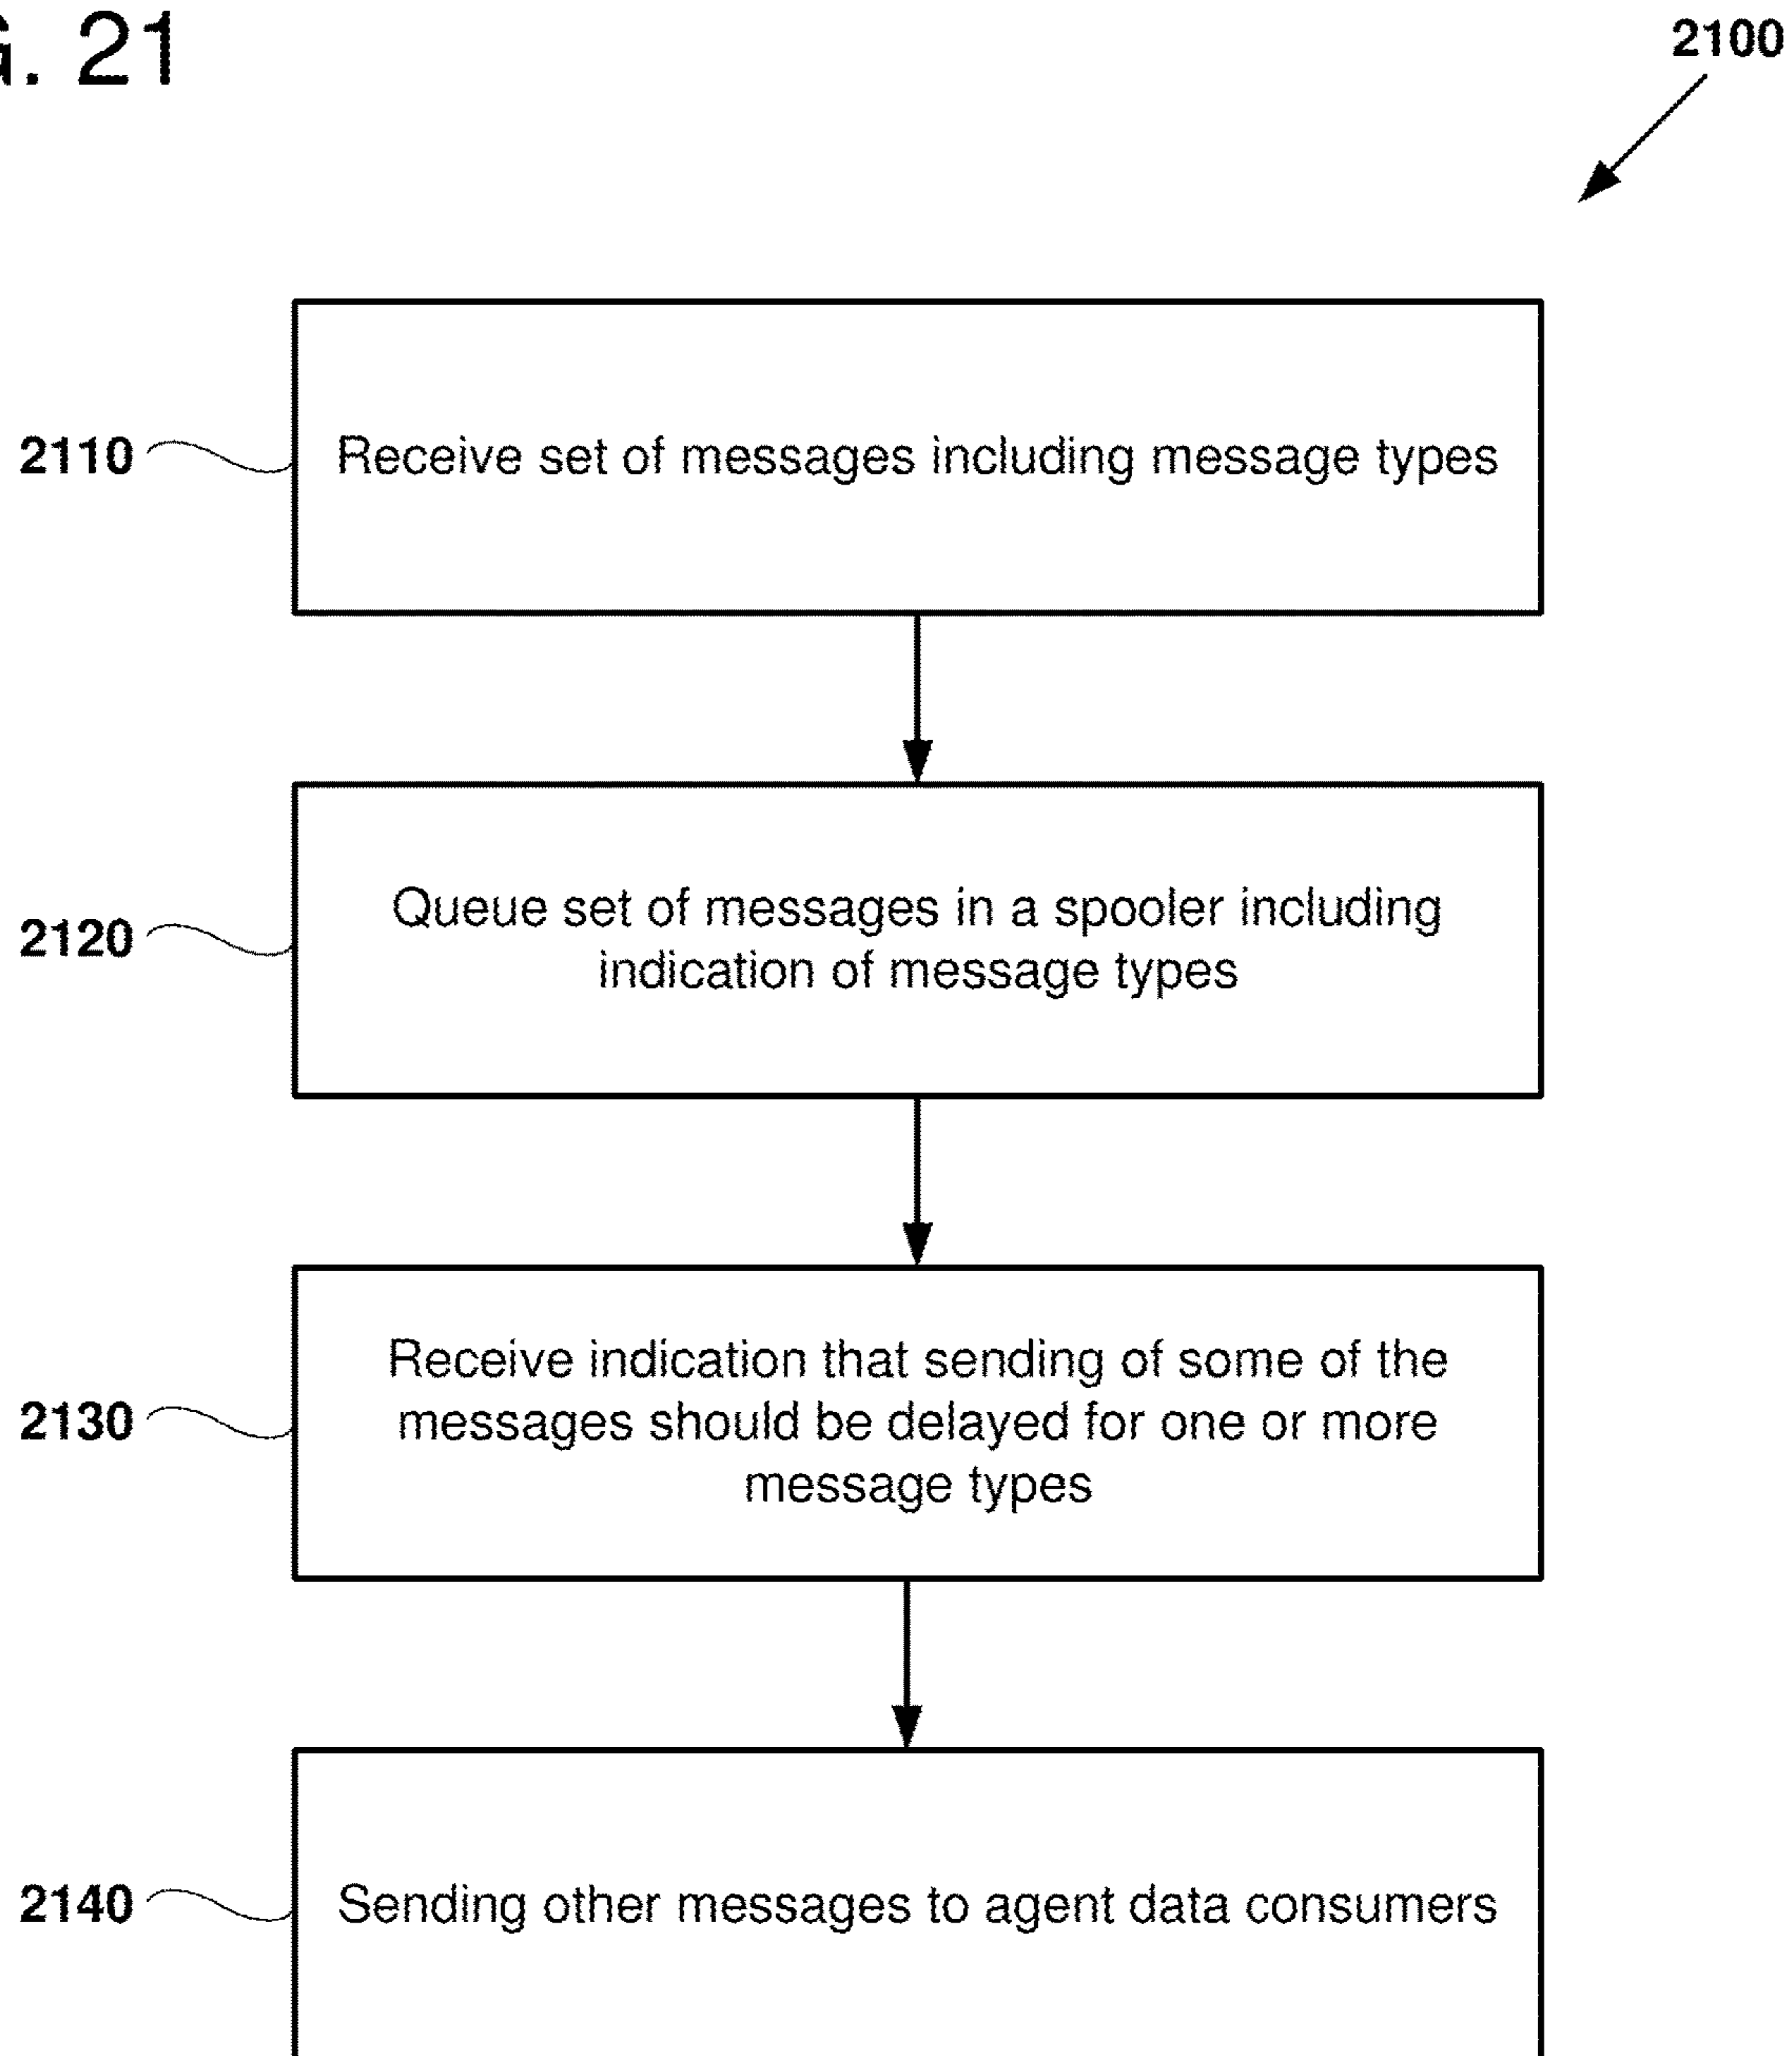 . 21
2100
2110
Receive set of messages including message types
2120
Queue set of messages in a spooler including
indication of message types
2130
Receive indication that sending of some of the
messages should be delayed for one or more
message types
2140
Sending other messages to agent data consumers